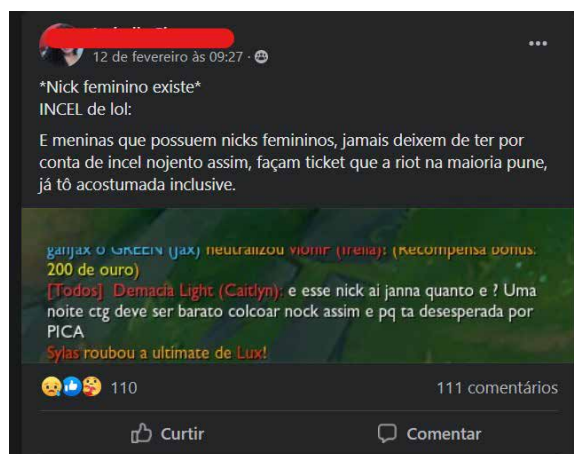 12 de fevereiro às 09:27 ·
*Nick feminino existe*
INCEL de lol:
E meninas que possuem nicks femininos, jamais deixem de ter por
conta de incel nojento assim, façam ticket que a riot na maioria pune,
já tô acostumada inclusive.
ganjax o GREEN (Jax) neutralizou (Irelia)! (Recompensa bônus:
200 de ouro)
[Todos] Demacia Light (Caitlyn): e esse nick ai janna quanto e ? Uma
noite ctg deve ser barato colcoar nock assim e pq ta desesperada por
PICA
Sylas roubou a ultimate de Lux!
110
111 comentários
Curtir
Comentar